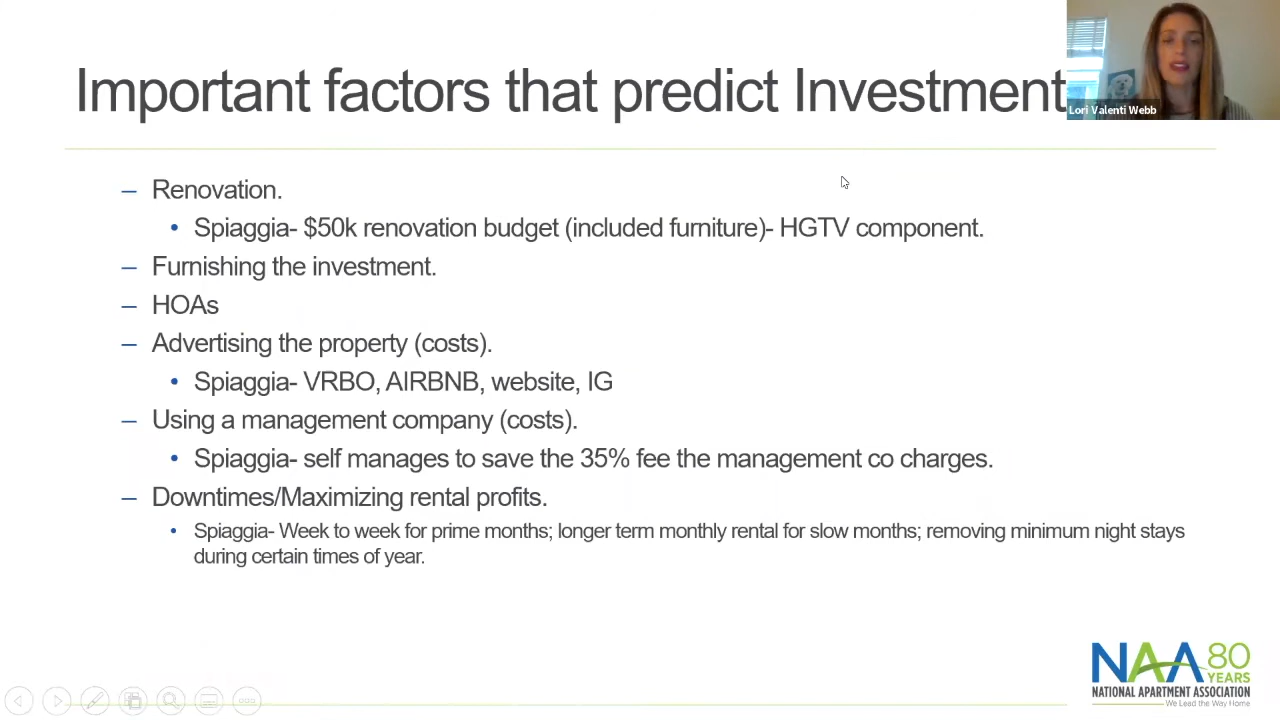 Important factors that predict Investment
Lori Valenti Webb
– Renovation.
• Spiaggia- $50k renovation budget (included furniture)- HGTV component.
– Furnishing the investment.
– HOAs
– Advertising the property (costs).
• Spiaggia- VRBO, AIRBNB, website, IG
– Using a management company (costs).
• Spiaggia- self manages to save the 35% fee the management co charges.
– Downtimes/Maximizing rental profits.
• Spiaggia- Week to week for prime months; longer term monthly rental for slow months; removing minimum night stays
during certain times of year.
NAA 80
YEARS
NATIONAL APARTMENT ASSOCIATION
We Lead the Way Home